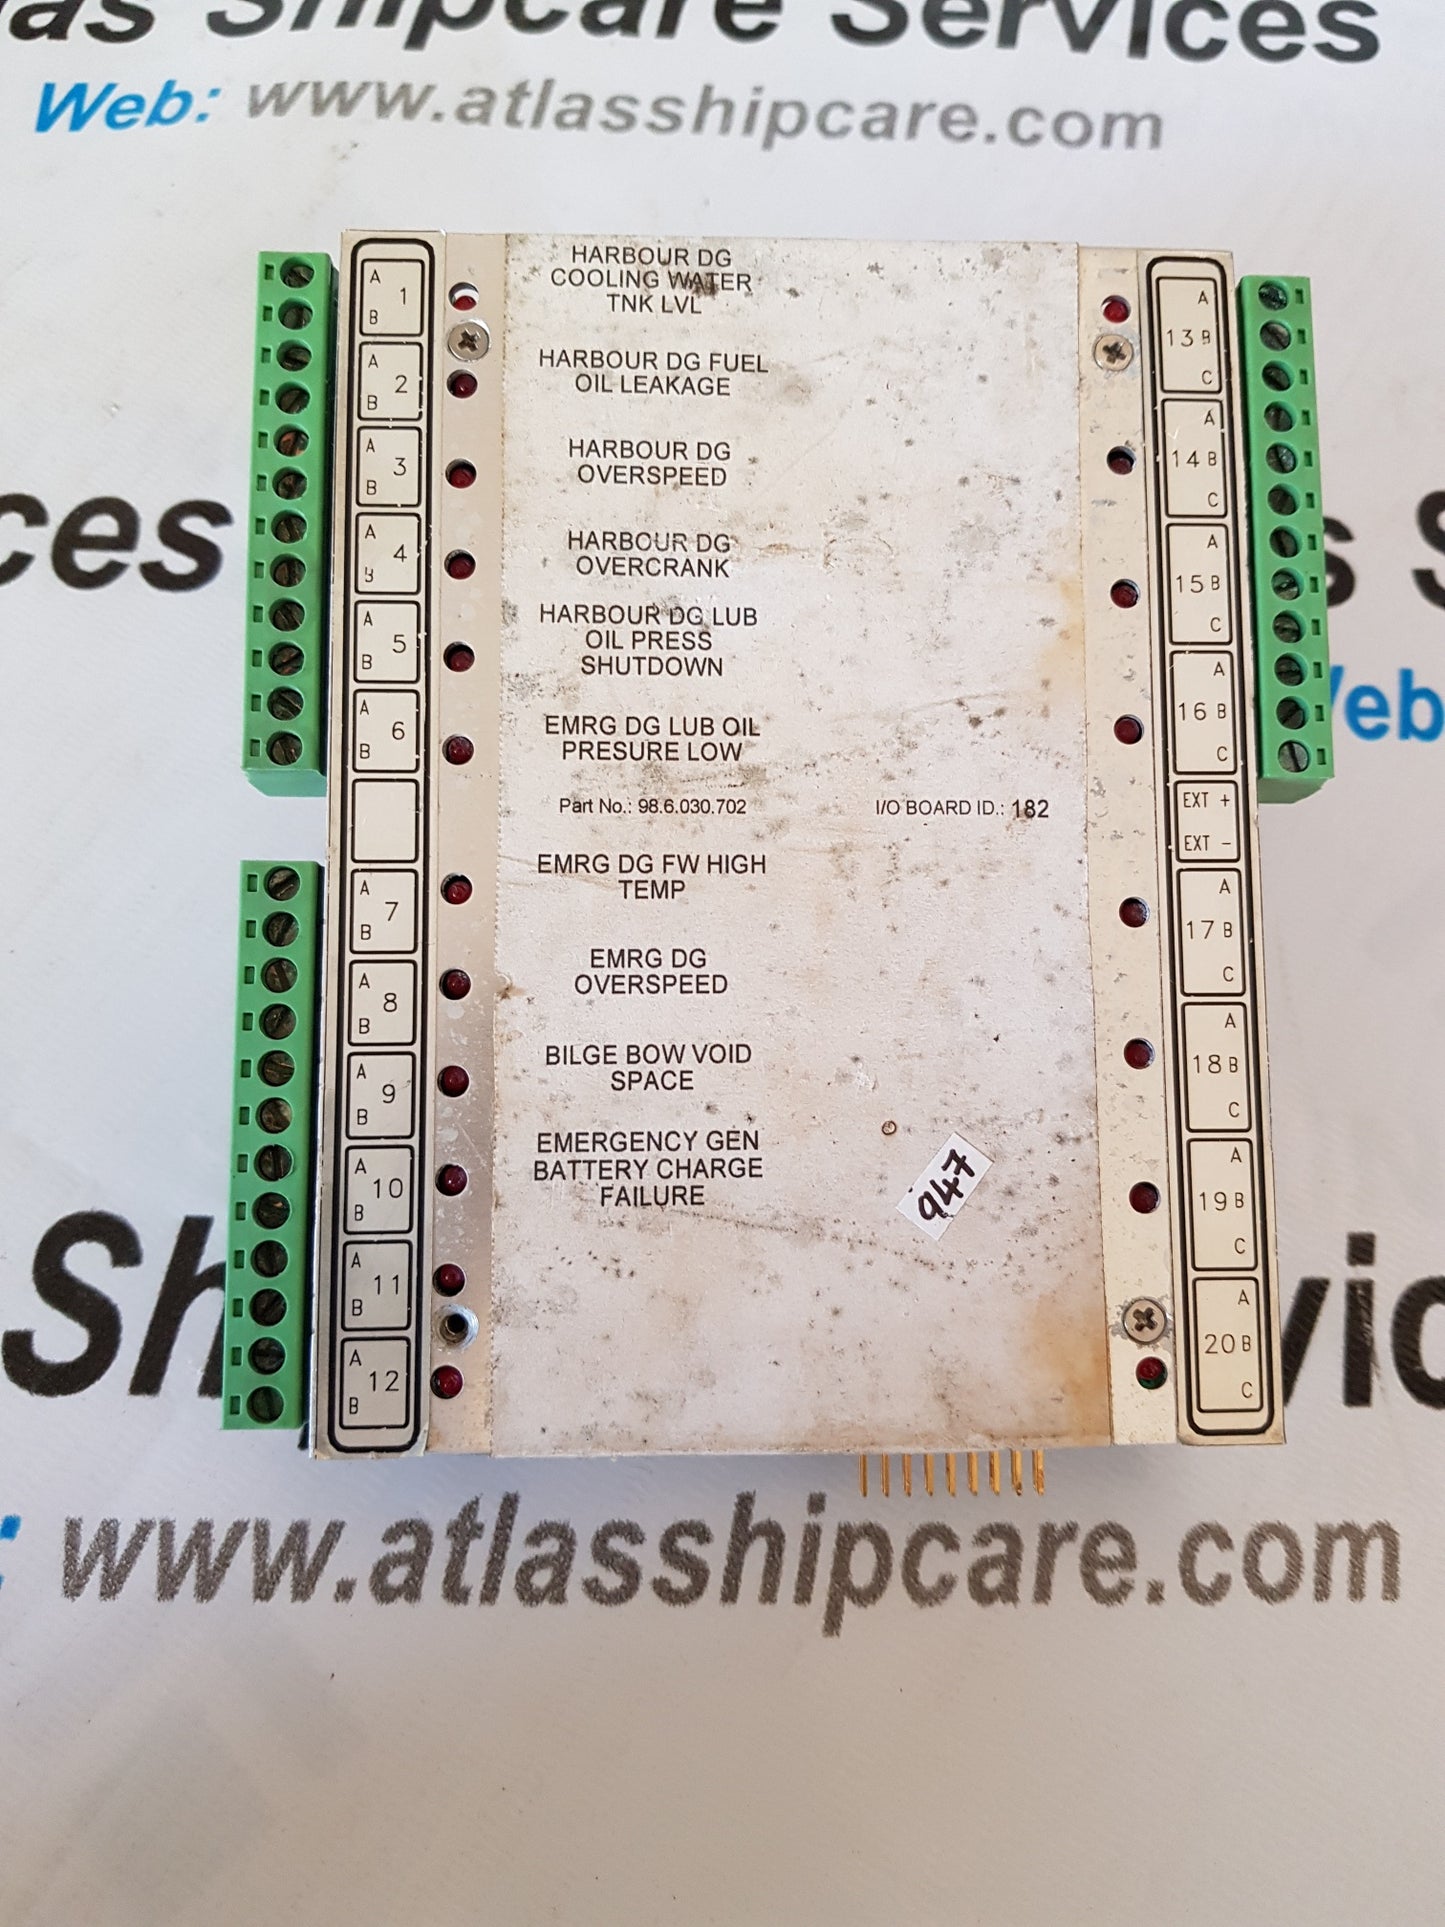 as Shipcare Services
Web: www.atlasshipcare.com
A
1
B
A
2
B
A
3
B
A
4
B
A
5
B
A
6
B
A
7
B
A
8
B
A
9
B
A
10
B
A
11
B
A
12
B
HARBOUR DG
COOLING WATER
TNK LVL
HARBOUR DG FUEL
OIL LEAKAGE
HARBOUR DG
OVERSPEED
HARBOUR DG
OVERCRANK
HARBOUR DG LUB
OIL PRESS
SHUTDOWN
EMRG DG LUB OIL
PRESURE LOW
Part No.: 98.6.030.702 I/O BOARD ID.: 182
EMRG DG FW HIGH
TEMP
EMRG DG
OVERSPEED
BILGE BOW VOID
SPACE
EMERGENCY GEN
BATTERY CHARGE
FAILURE
947
A
13 B
C
A
14 B
C
A
15 B
C
A
16 B
C
EXT +
EXT -
A
17 B
C
A
18 B
C
A
19 B
C
A
20 B
C
ces
s S
Web
Sh
vic
: www.atlasshipcare.com